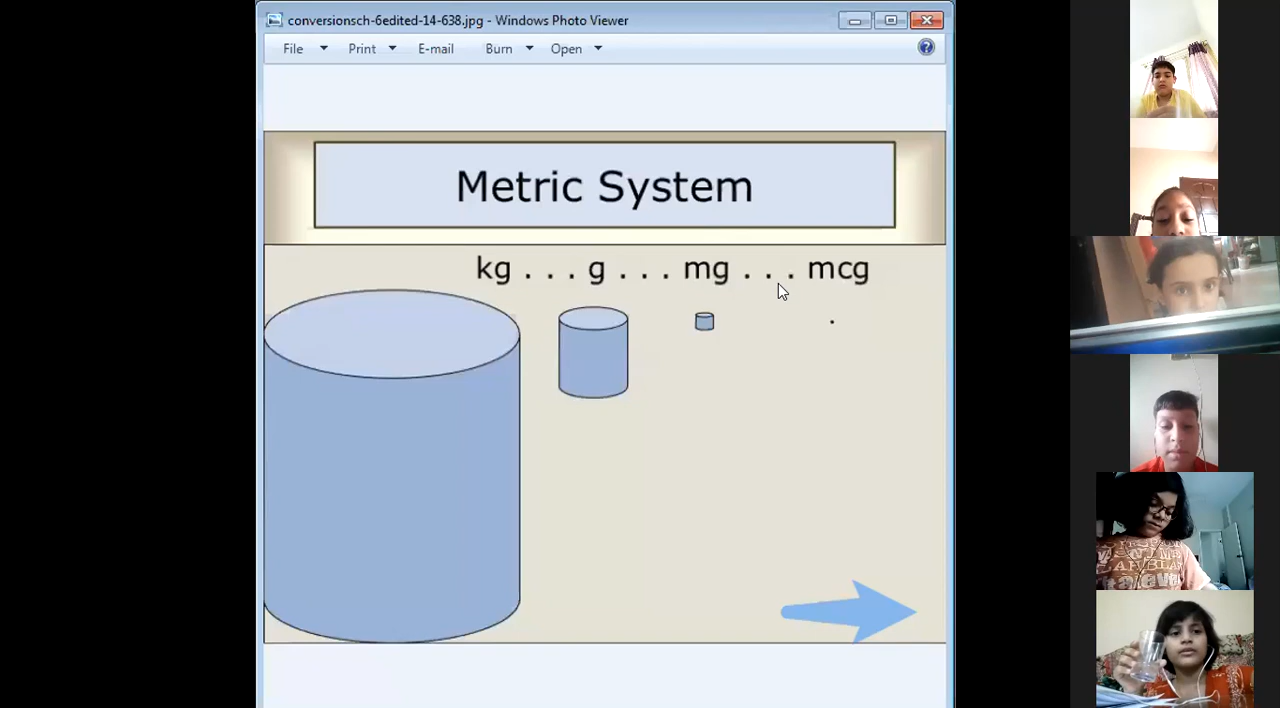 conversionsch-6edited-14-638.jpg - Windows Photo Viewer
File Print E-mail Burn Open
Metric System
kg . . . g . . . mg . . . mcg